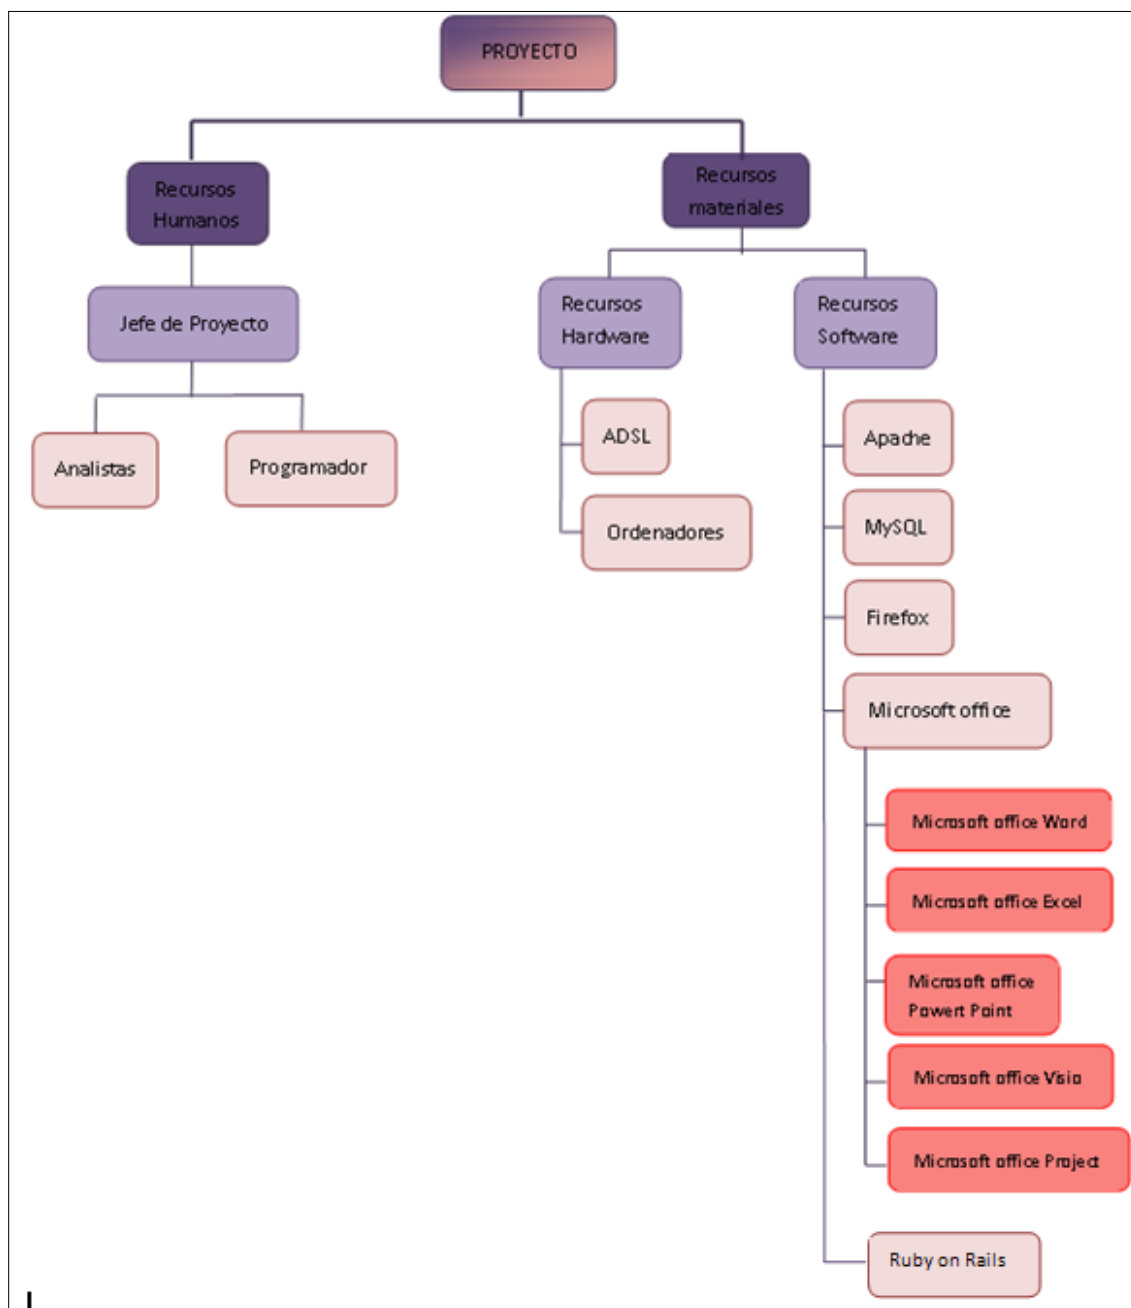 PROYECTO
Recursos
Humanos
Recursos
materiales
Jefe de Proyecto
Recursos
Hardware
Recursos
Software
Analistas
Programador
ADSL
Ordenadores
Apache
MySQL
Firefox
Microsoft office
Microsoft office Word
Microsoft office Excel
Microsoft office
Powert Point
Microsoft office Visio
Microsoft office Project
Ruby on Rails